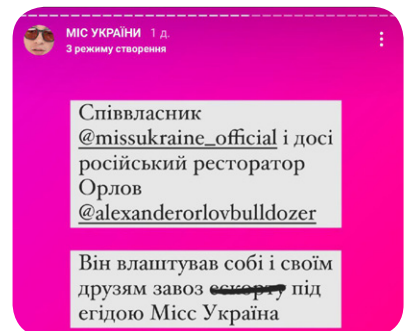 МІС УКРАЇНИ 1 д.
З режиму створення
Співвласник
@missukraine_official і досі
російський ресторатор
Орлов
@alexanderorlovbulldozer
Він влаштував собі і своїм
друзям завоз ескорту під
егідою Місс Україна